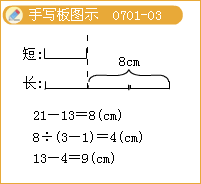 手写板图示 0701-03
8cm
短:
长:
21－13＝8(cm)
8÷(3－1)＝4(cm)
13－4＝9(cm)